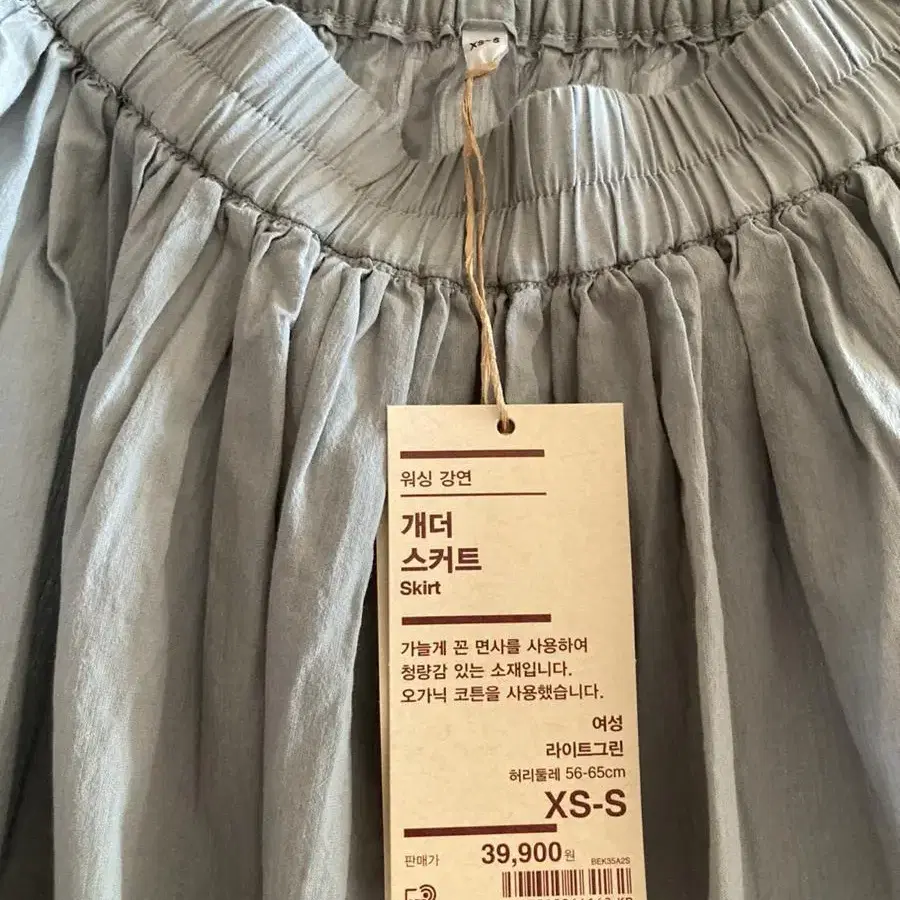 XS-S
워싱 강연
개더
스커트
Skirt
가늘게 꼰 면사를 사용하여
청량감 있는 소재입니다.
오가닉 코튼을 사용했습니다.
여성
라이트그린
허리둘레 56-65cm
XS-S
판매가 39,900원 BEK35A2S